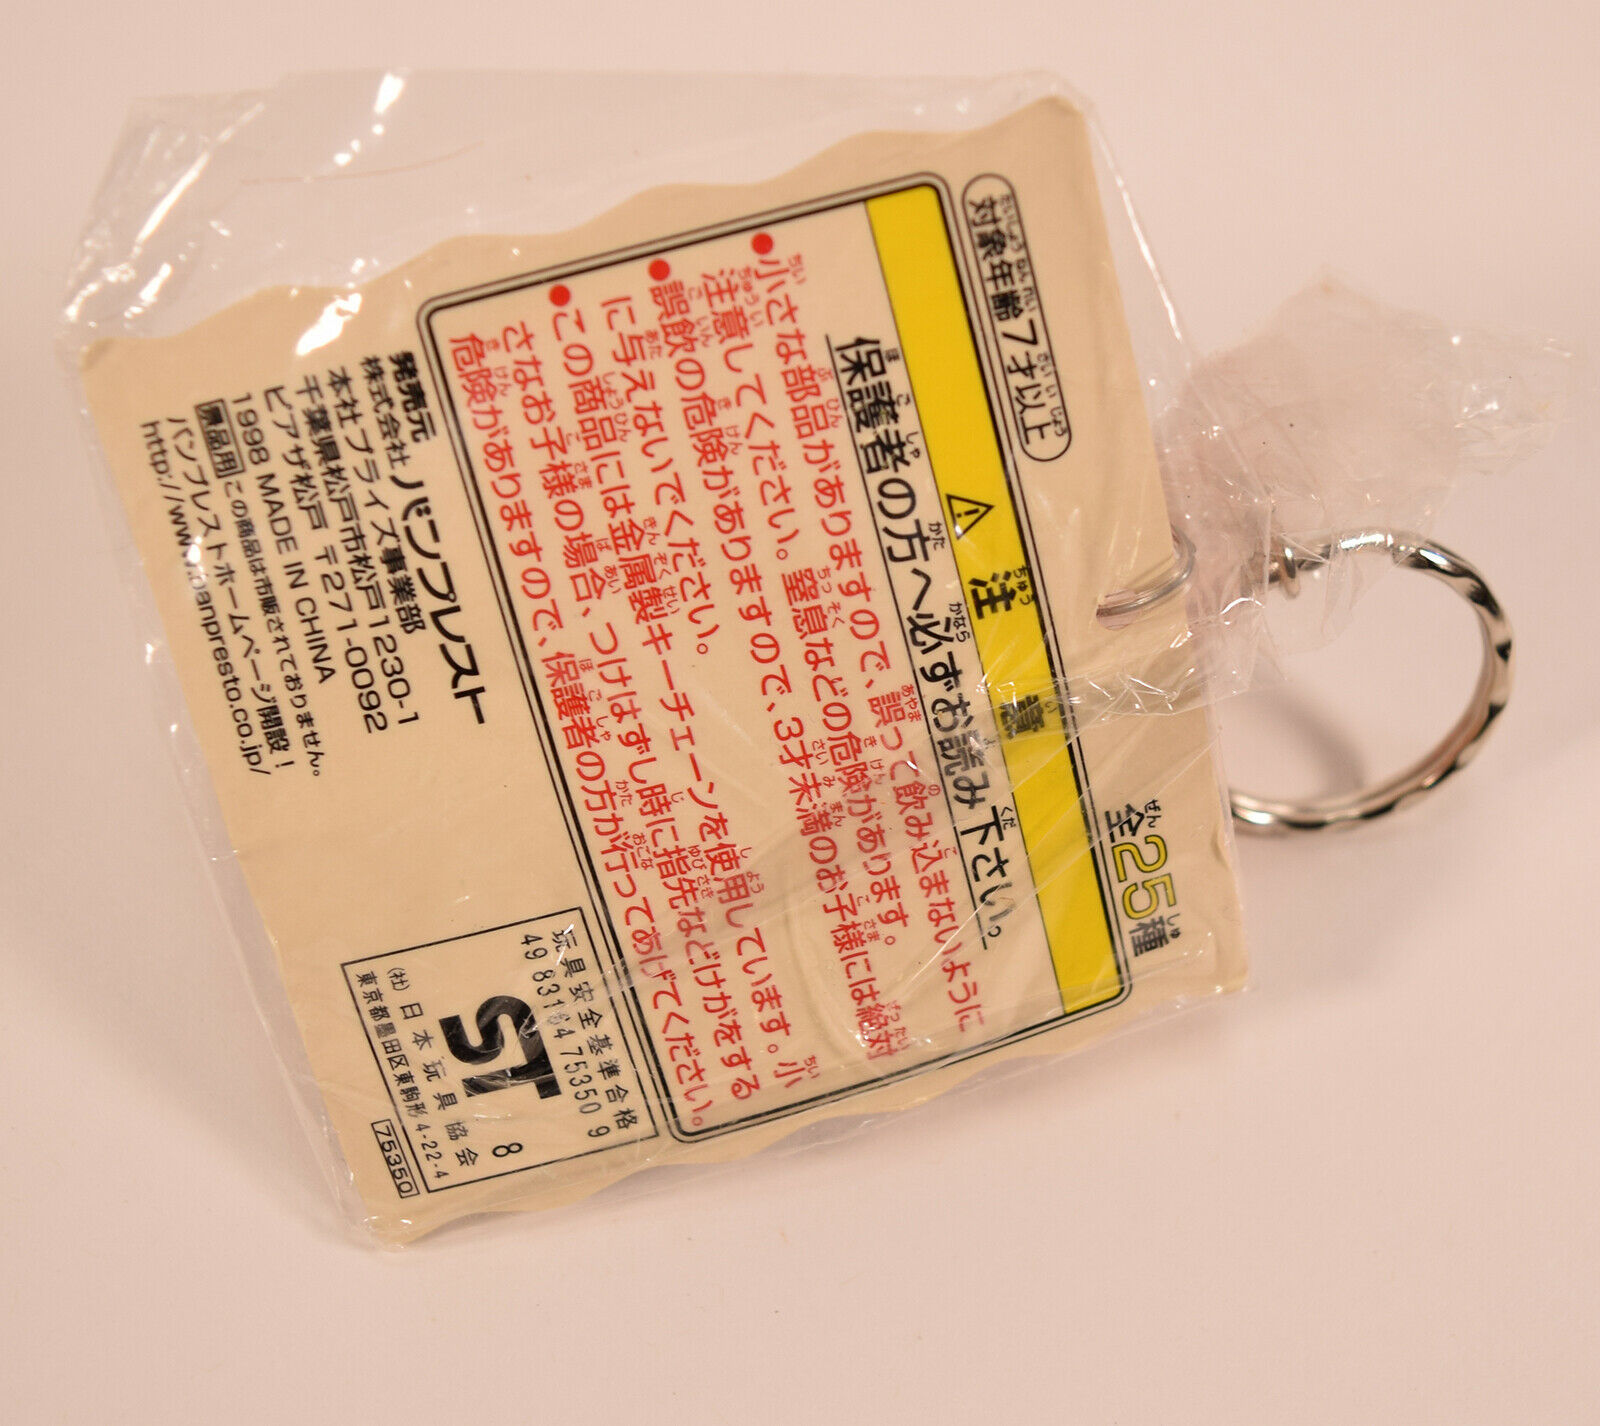 全25種
対象年齢7才以上
⚠ 注意
保護者の方へ必ずお読み下さい。
●小さな部品がありますので、誤って飲み込まないように
注意してください。窒息などの危険があります。
●誤飲の危険がありますので、3才未満のお子様には絶対
に与えないでください。
●この商品には金属製キーチェーンを使用しています。小
さなお子様の場合、つけはずし時に指先などけがをする
危険がありますので、保護者の方が行ってあげてください。
発売元
株式会社バンプレスト
本社プライズ事業部
千葉県松戸市松戸1230-1
ピアザ松戸 〒271-0092
1998 MADE IN CHINA
景品用 この商品は市販されておりません。
バンプレストホームページ開設!
http://www.banpresto.co.jp/
玩具安全基準合格
49 83164 75350 9
ST
8
(社)日本玩具協会
東京都墨田区東駒形4-22-4
75350